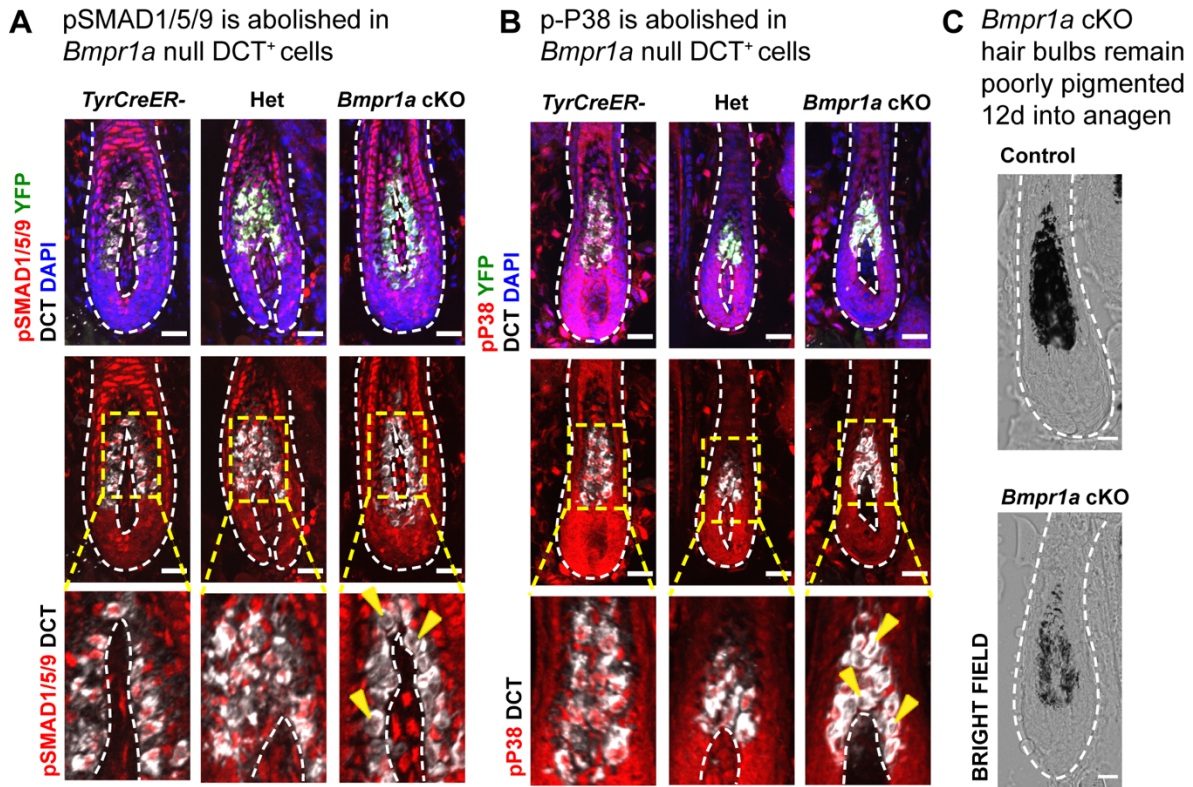 A pSMAD1/5/9 is abolished in
Bmpr1a null DCT+ cells
TyrCreER-
Het
Bmpr1a cKO
pSMAD1/5/9 YFP
DCT DAPI
pSMAD1/5/9 DCT
B p-P38 is abolished in
Bmpr1a null DCT+ cells
TyrCreER-
Het
Bmpr1a cKO
pP38 YFP
DCT DAPI
pP38 DCT
C Bmpr1a cKO
hair bulbs remain
poorly pigmented
12d into anagen
Control
Bmpr1a cKO
BRIGHT FIELD